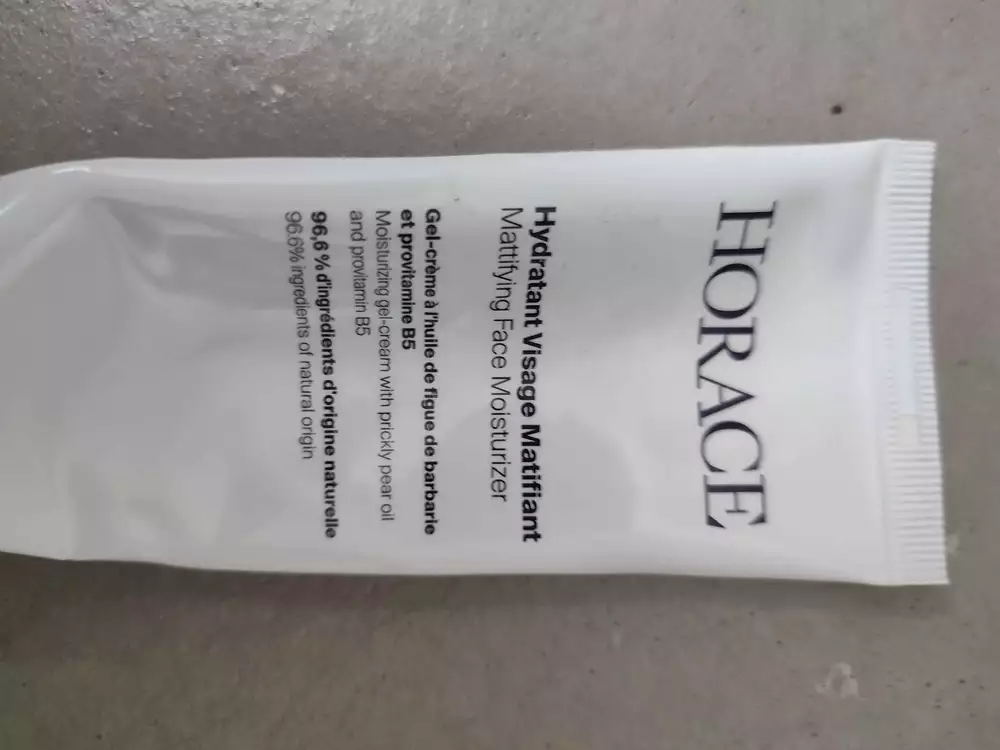 HORACE
Hydratant Visage Matifiant
Mattifying Face Moisturizer
Gel-crème à l'huile de figue de barbarie
et provitamine B5
Moisturizing gel-cream with prickly pear oil
and provitamin B5
96,6 % d'ingrédients d'origine naturelle
96.6% ingredients of natural origin